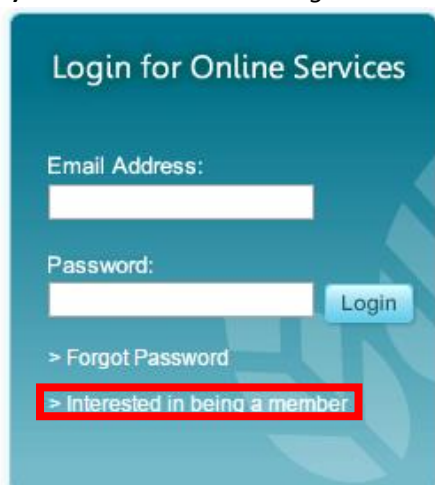 Login for Online Services
Email Address:
Password:
Login
> Forgot Password
> Interested in being a member